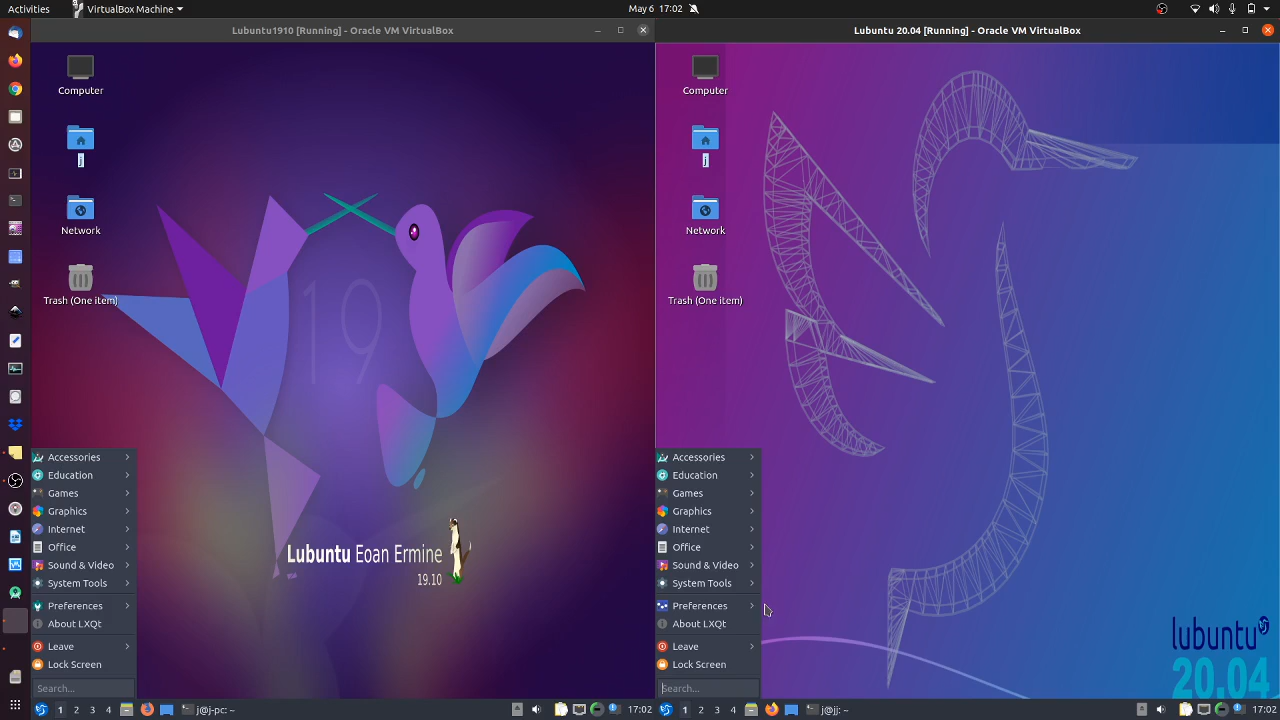 Activities
VirtualBox Machine
May 6 17:02
Lubuntu1910 [Running] - Oracle VM VirtualBox
Computer
j
Network
Trash (One item)
19
Lubuntu Eoan Ermine
19.10
Accessories
Education
Games
Graphics
Internet
Office
Sound & Video
System Tools
Preferences
About LXQt
Leave
Lock Screen
Search...
1 2 3 4
j@j-pc: ~
17:02
Lubuntu 20.04 [Running] - Oracle VM VirtualBox
Computer
j
Network
Trash (One item)
lubuntu
20.04
Accessories
Education
Games
Graphics
Internet
Office
Sound & Video
System Tools
Preferences
About LXQt
Leave
Lock Screen
Search...
1 2 3 4
j@jj: ~
17:02